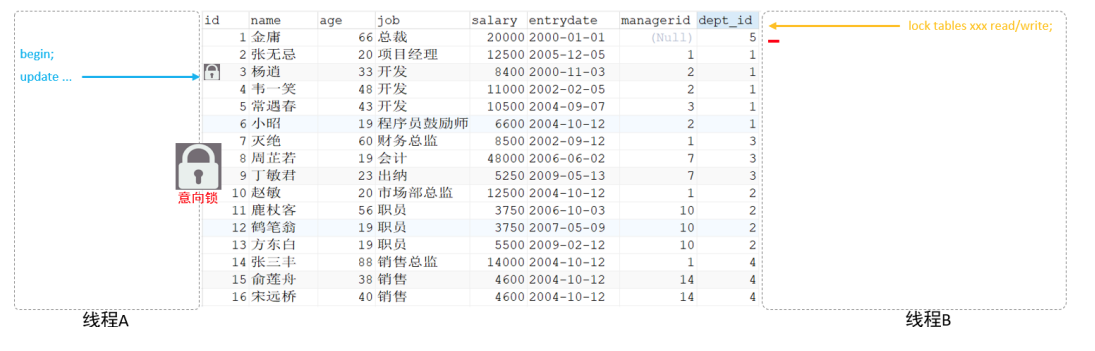 id name age job salary entrydate managerid dept_id
lock tables xxx read/write;
1 金庸 66 总裁 20000 2000-01-01 (Null) 5
begin;
2 张无忌 20 项目经理 12500 2005-12-05 1 1
update ...
3 杨逍 33 开发 8400 2000-11-03 2 1
4 韦一笑 48 开发 11000 2002-02-05 2 1
5 常遇春 43 开发 10500 2004-09-07 3 1
6 小昭 19 程序员鼓励师 6600 2004-10-12 2 1
7 灭绝 60 财务总监 8500 2002-09-12 1 3
8 周芷若 19 会计 48000 2006-06-02 7 3
9 丁敏君 23 出纳 5250 2009-05-13 7 3
意向锁
10 赵敏 20 市场部总监 12500 2004-10-12 1 2
11 鹿杖客 56 职员 3750 2006-10-03 10 2
12 鹤笔翁 19 职员 3750 2007-05-09 10 2
13 方东白 19 职员 5500 2009-02-12 10 2
14 张三丰 88 销售总监 14000 2004-10-12 1 4
15 俞莲舟 38 销售 4600 2004-10-12 14 4
16 宋远桥 40 销售 4600 2004-10-12 14 4
线程A
线程B